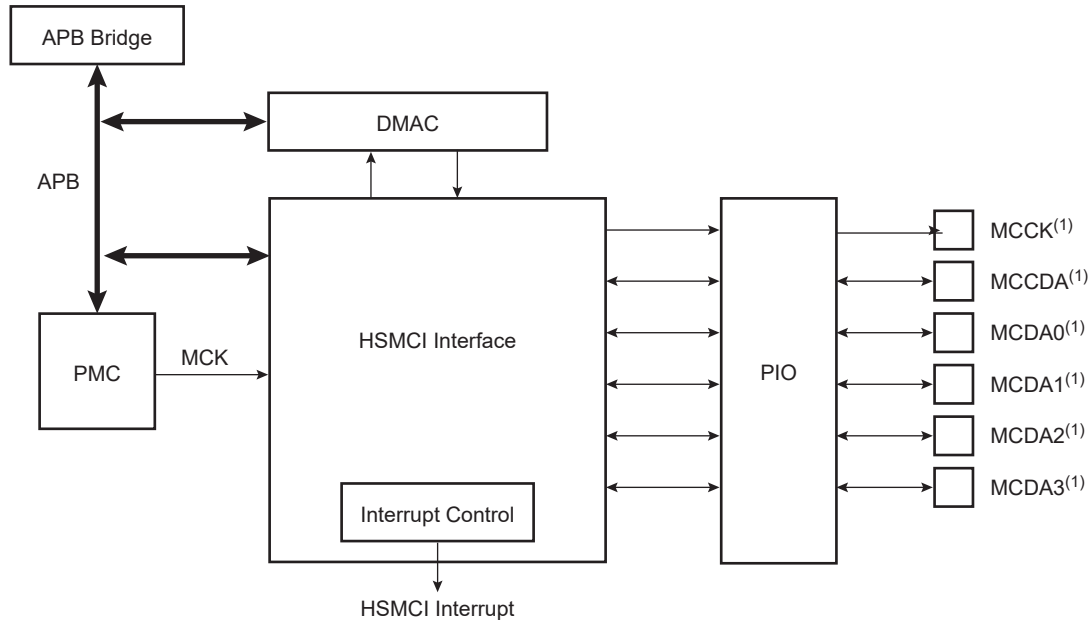 APB Bridge
DMAC
APB
MCCK(1)
MCCDA(1)
HSMCI Interface
MCDA0(1)
MCK
PMC
PIO
MCDA1(1)
MCDA2(1)
MCDA3(1)
Interrupt Control
HSMCI Interrupt